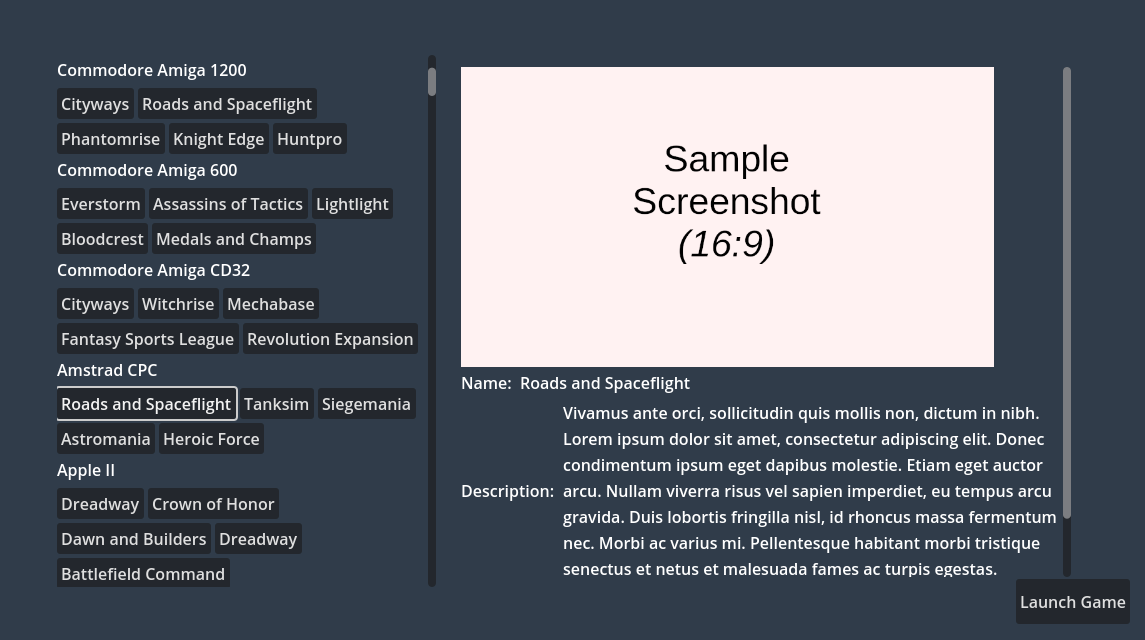 Commodore Amiga 1200
Cityways Roads and Spaceflight
Phantomrise Knight Edge Huntpro
Commodore Amiga 600
Everstorm Assassins of Tactics Lightlight
Bloodcrest Medals and Champs
Commodore Amiga CD32
Cityways Witchrise Mechabase
Fantasy Sports League Revolution Expansion
Amstrad CPC
Roads and Spaceflight Tanksim Siegemania
Astromania Heroic Force
Apple II
Dreadway Crown of Honor
Dawn and Builders Dreadway
Battlefield Command
Sample
Screenshot
(16:9)
Name: Roads and Spaceflight
Description: Vivamus ante orci, sollicitudin quis mollis non, dictum in nibh.
Lorem ipsum dolor sit amet, consectetur adipiscing elit. Donec
condimentum ipsum eget dapibus molestie. Etiam eget auctor
arcu. Nullam viverra risus vel sapien imperdiet, eu tempus arcu
gravida. Duis lobortis fringilla nisl, id rhoncus massa fermentum
nec. Morbi ac varius mi. Pellentesque habitant morbi tristique
senectus et netus et malesuada fames ac turpis egestas.
Launch Game